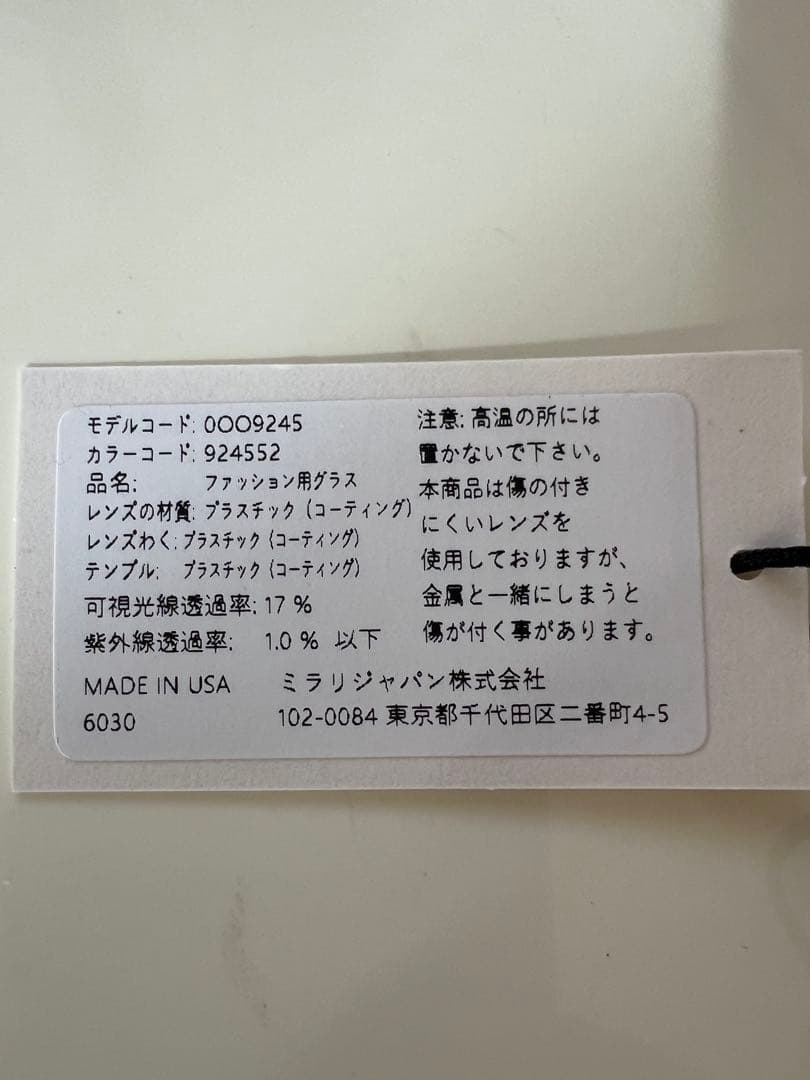 モデルコード: 0OO9245
カラーコード: 924552
品名: ファッション用グラス
レンズの材質: プラスチック (コーティング)
レンズわく: プラスチック (コーティング)
テンプル: プラスチック (コーティング)
可視光線透過率: 17 %
紫外線透過率: 1.0 % 以下
MADE IN USA
6030
注意: 高温の所には
置かないで下さい。
本商品は傷の付き
にくいレンズを
使用しておりますが、
金属と一緒にしまうと
傷が付く事があります。
ミラリジャパン株式会社
102-0084 東京都千代田区二番町4-5